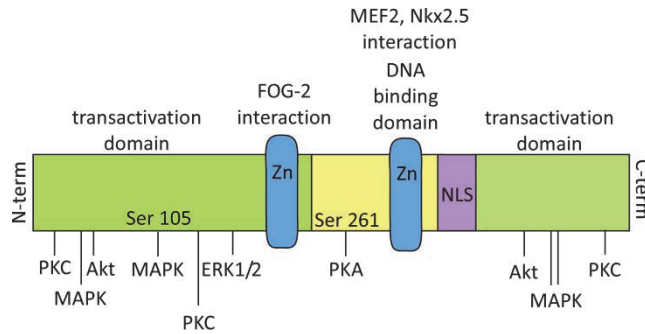 MEF2, Nkx2.5
interaction
DNA
binding
domain
FOG-2
interaction
transactivation
domain
transactivation
domain
N-term
Zn
Zn
NLS
C-term
Ser 105
Ser 261
PKC
MAPK
Akt
MAPK
PKC
ERK1/2
PKA
Akt
MAPK
PKC